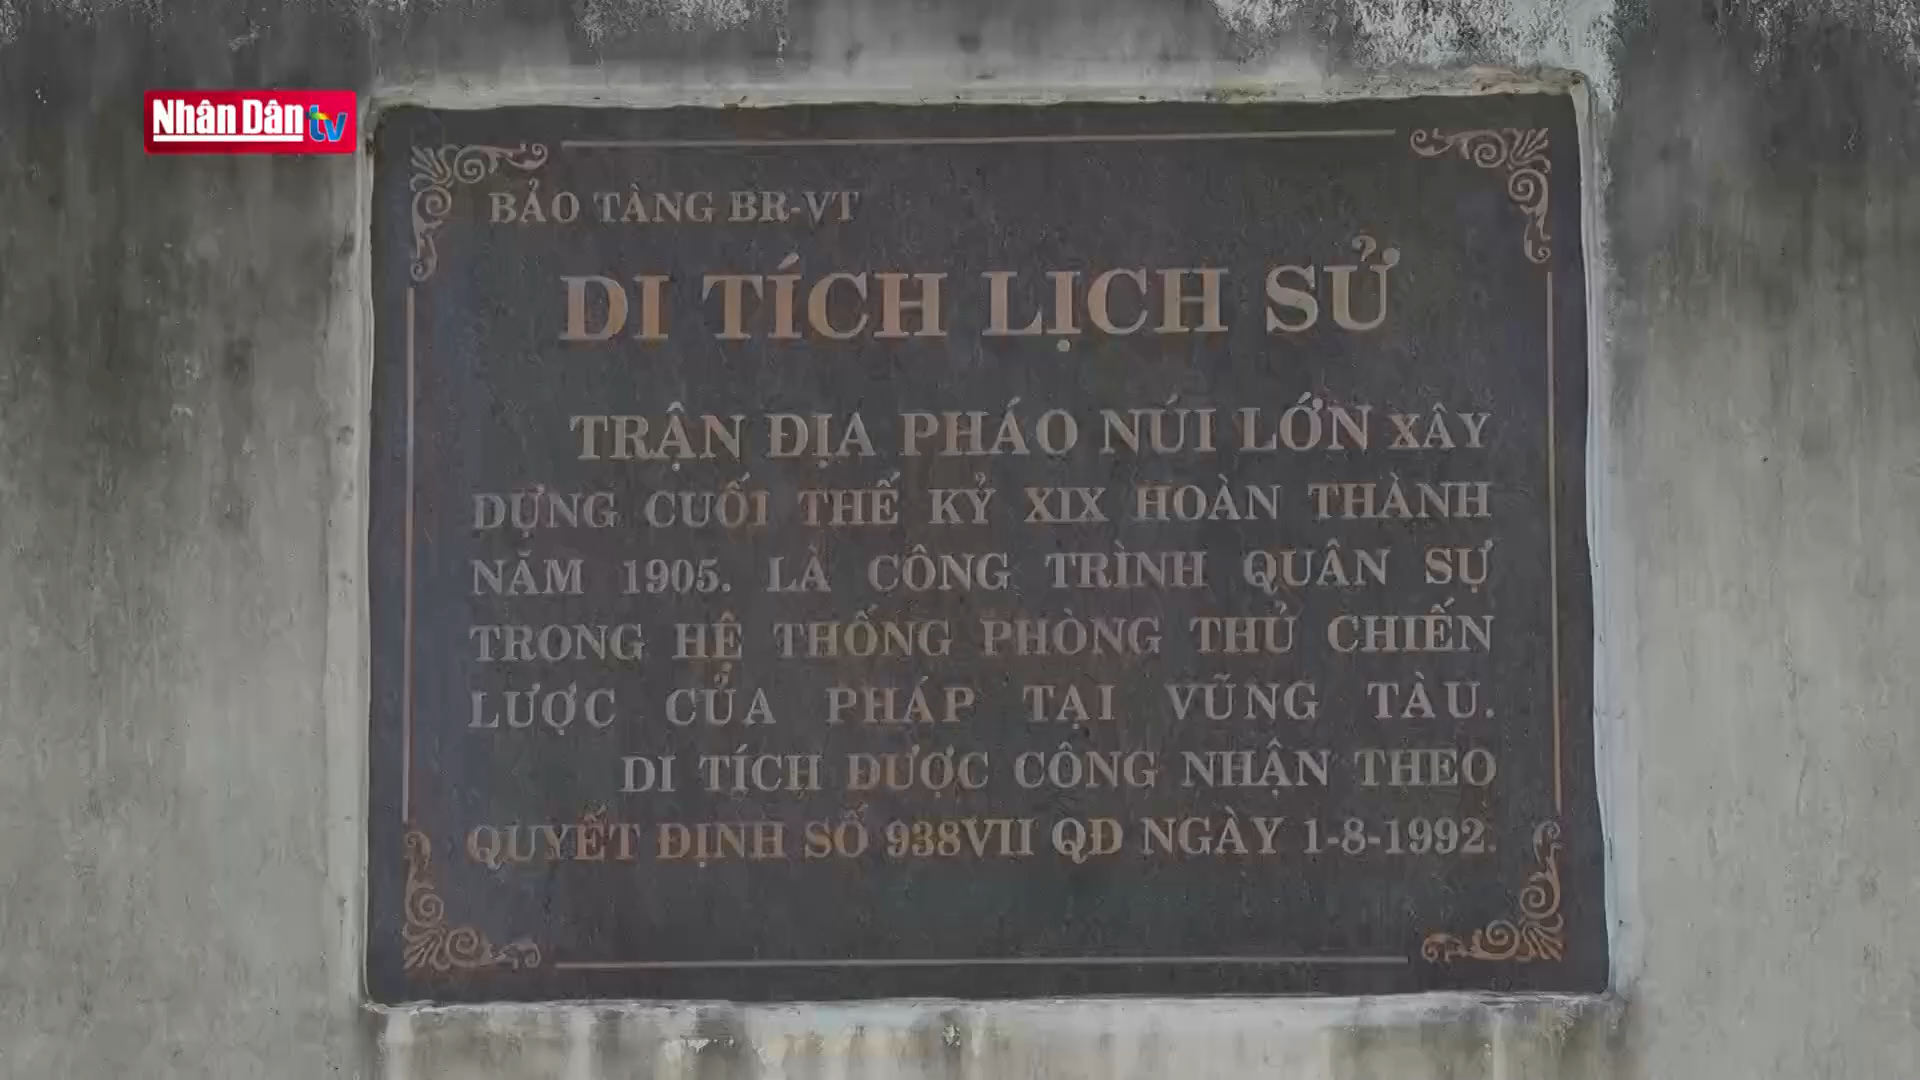 Nhân Dân tv
BẢO TÀNG BR-VT
DI TÍCH LỊCH SỬ
TRẬN ĐỊA PHÁO NÚI LỚN XÂY
DỰNG CUỐI THẾ KỶ XIX HOÀN THÀNH
NĂM 1905. LÀ CÔNG TRÌNH QUÂN SỰ
TRONG HỆ THỐNG PHÒNG THỦ CHIẾN
LƯỢC CỦA PHÁP TẠI VŨNG TÀU.
DI TÍCH ĐƯỢC CÔNG NHẬN THEO
QUYẾT ĐỊNH SỐ 938VII QĐ NGÀY 1-8-1992.